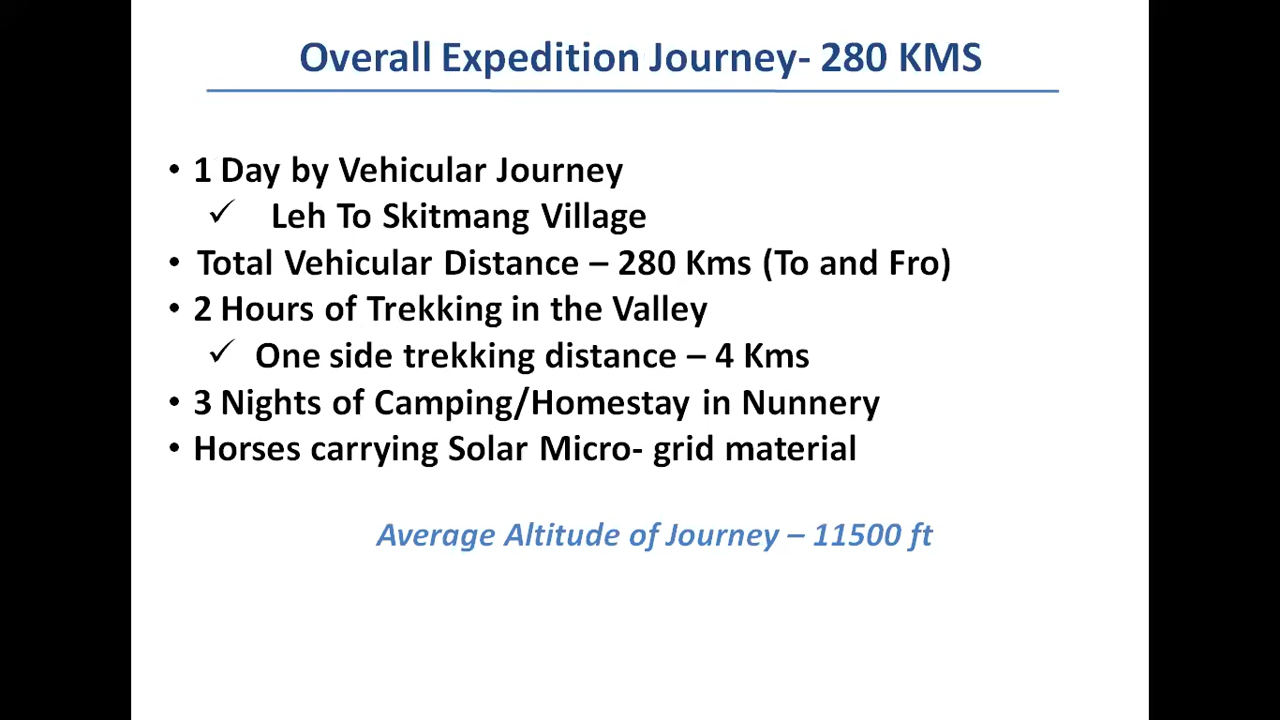 Overall Expedition Journey- 280 KMS
• 1 Day by Vehicular Journey
✓ Leh To Skitmang Village
• Total Vehicular Distance – 280 Kms (To and Fro)
• 2 Hours of Trekking in the Valley
✓ One side trekking distance – 4 Kms
• 3 Nights of Camping/Homestay in Nunnery
• Horses carrying Solar Micro- grid material
Average Altitude of Journey – 11500 ft